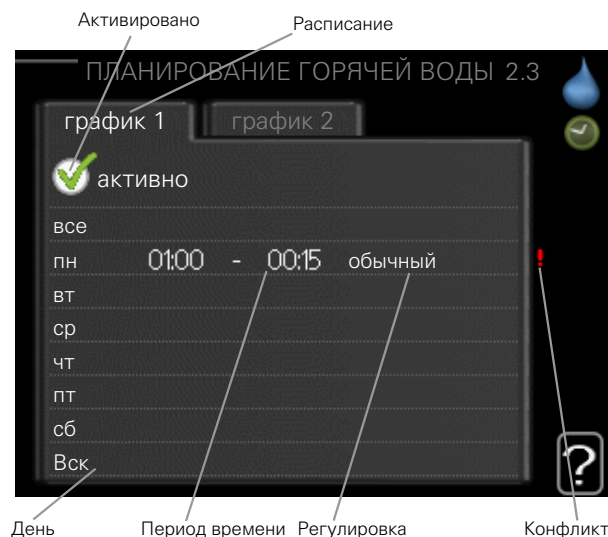 Активировано Расписание
ПЛАНИРОВАНИЕ ГОРЯЧЕЙ ВОДЫ 2.3
график 1 график 2
активно
все
пн 01:00 - 00:15 обычный !
вт
ср
чт
пт
сб
Вск
?
День Период времени Регулировка Конфликт